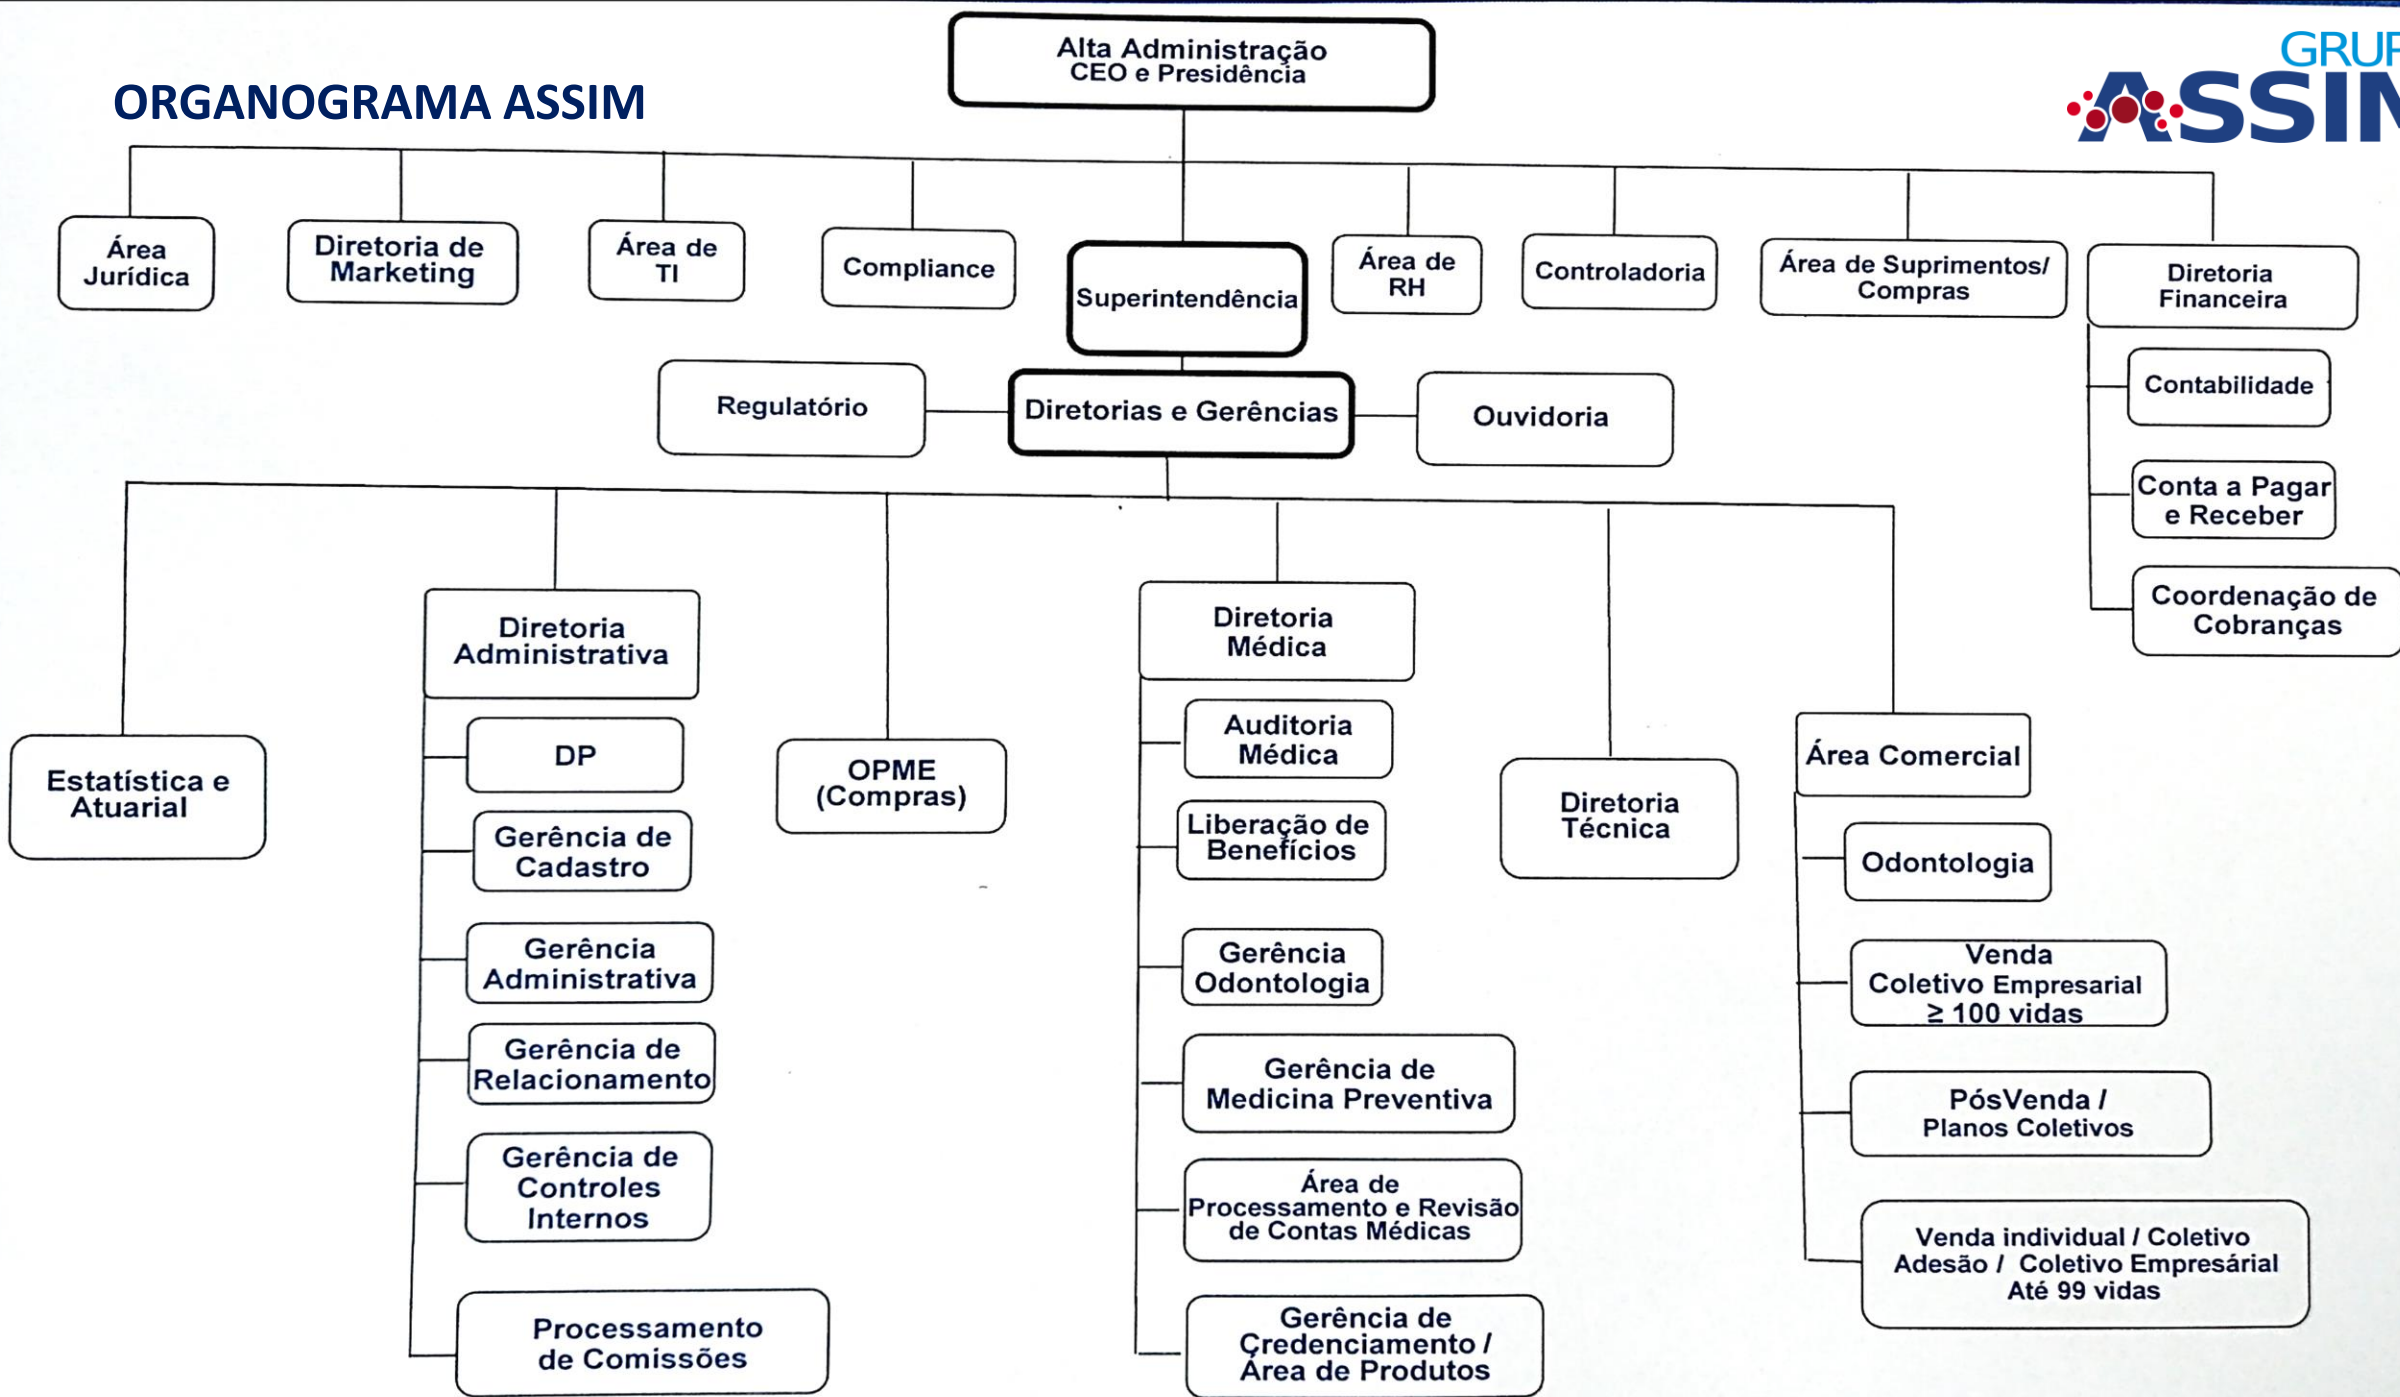 ORGANOGRAMA ASSIM
Alta Administração
CEO e Presidência
GRUP
ASSIM
Área
Jurídica
Diretoria de
Marketing
Área de
TI
Compliance
Superintendência
Área de
RH
Controladoria
Área de Suprimentos/
Compras
Diretoria
Financeira
Contabilidade
Conta a Pagar
e Receber
Coordenação de
Cobranças
Regulatório
Diretorias e Gerências
Ouvidoria
Estatística e
Atuarial
Diretoria
Administrativa
DP
Gerência de
Cadastro
Gerência
Administrativa
Gerência de
Relacionamento
Gerência de
Controles
Internos
Processamento
de Comissões
OPME
(Compras)
Diretoria
Médica
Auditoria
Médica
Liberação de
Benefícios
Gerência
Odontologia
Gerência de
Medicina Preventiva
Área de
Processamento e Revisão
de Contas Médicas
Gerência de
Credenciamento /
Área de Produtos
Diretoria
Técnica
Área Comercial
Odontologia
Venda
Coletivo Empresarial
≥ 100 vidas
PósVenda /
Planos Coletivos
Venda individual / Coletivo
Adesão / Coletivo Empresárial
Até 99 vidas